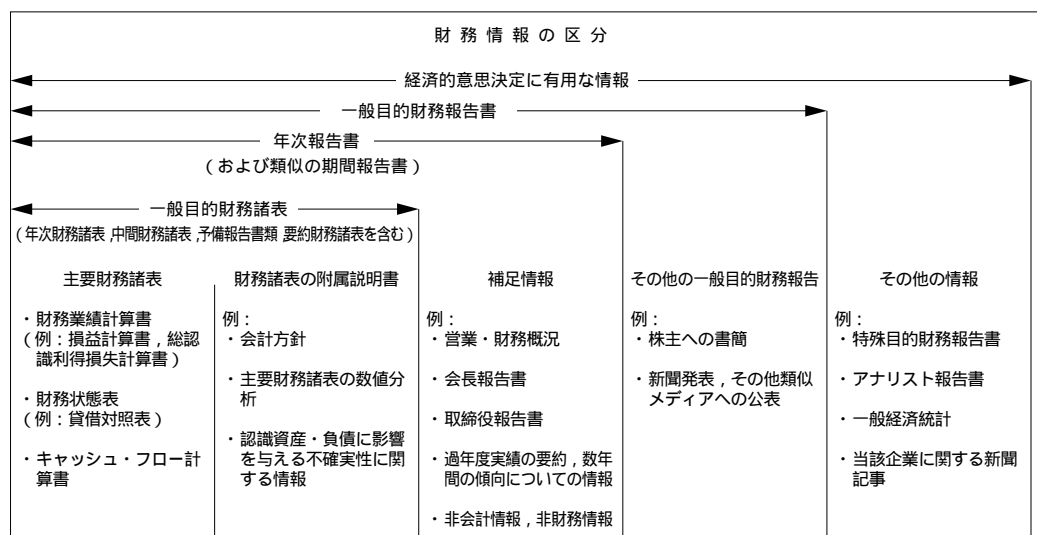 財務情報の区分
経済的意思決定に有用な情報
一般目的財務報告書
年次報告書
(および類似の期間報告書)
一般目的財務諸表
(年次財務諸表,中間財務諸表,予備報告書類,要約財務諸表を含む)
主要財務諸表
・財務業績計算書
(例：損益計算書，総認
識利得損失計算書)
・財務状態表
(例：貸借対照表)
・キャッシュ・フロー計
算書
財務諸表の附属説明書
例：
・会計方針
・主要財務諸表の数値分
析
・認識資産・負債に影響
を与える不確実性に関
する情報
補足情報
例：
・営業・財務概況
・会長報告書
・取締役報告書
・過年度実績の要約，数年
間の傾向についての情報
・非会計情報，非財務情報
その他の一般目的財務報告
例：
・株主への書簡
・新聞発表，その他類似
メディアへの公表
その他の情報
例：
・特殊目的財務報告書
・アナリスト報告書
・一般経済統計
・当該企業に関する新聞
記事